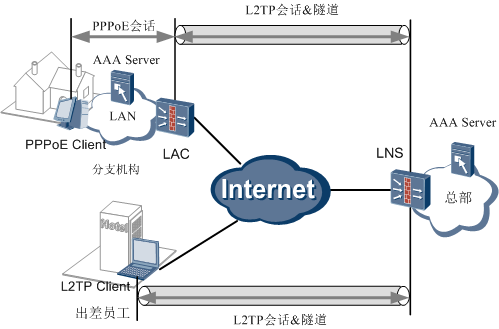 PPPoE会话
L2TP会话&隧道
AAA Server
LAN
PPPoE Client
LAC
分支机构
AAA Server
LNS
Internet
总部
Hotel
L2TP Client
出差员工
L2TP会话&隧道